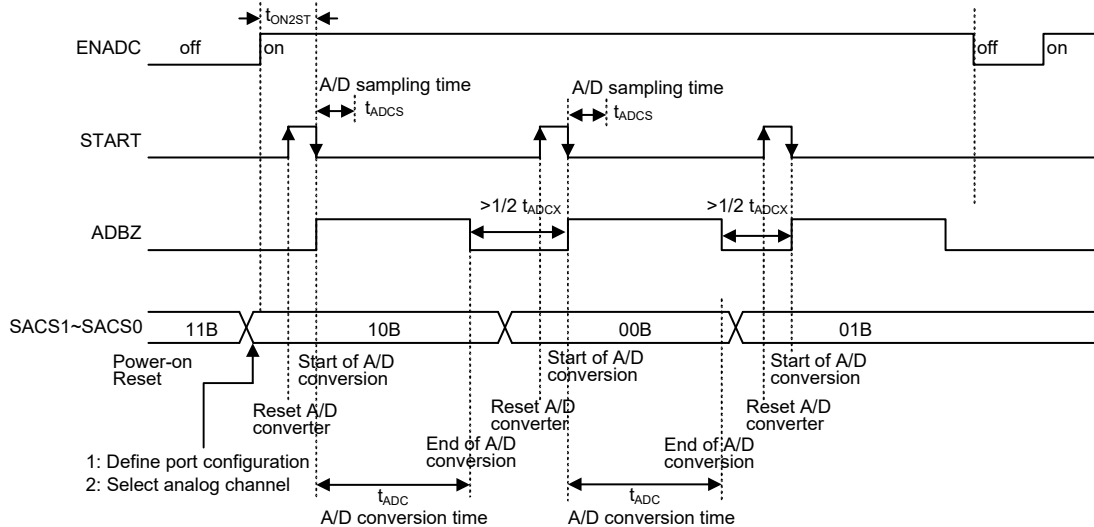 tON2ST
ENADC
off
on
off
on
A/D sampling time
tADCS
A/D sampling time
tADCS
START
>1/2 tADCX
>1/2 tADCX
ADBZ
SACS1~SACS0
11B
10B
00B
01B
Power-on
Reset
Start of A/D
conversion
Start of A/D
conversion
Start of A/D
conversion
Reset A/D
converter
Reset A/D
converter
Reset A/D
converter
End of A/D
conversion
End of A/D
conversion
1: Define port configuration
2: Select analog channel
tADC
A/D conversion time
tADC
A/D conversion time